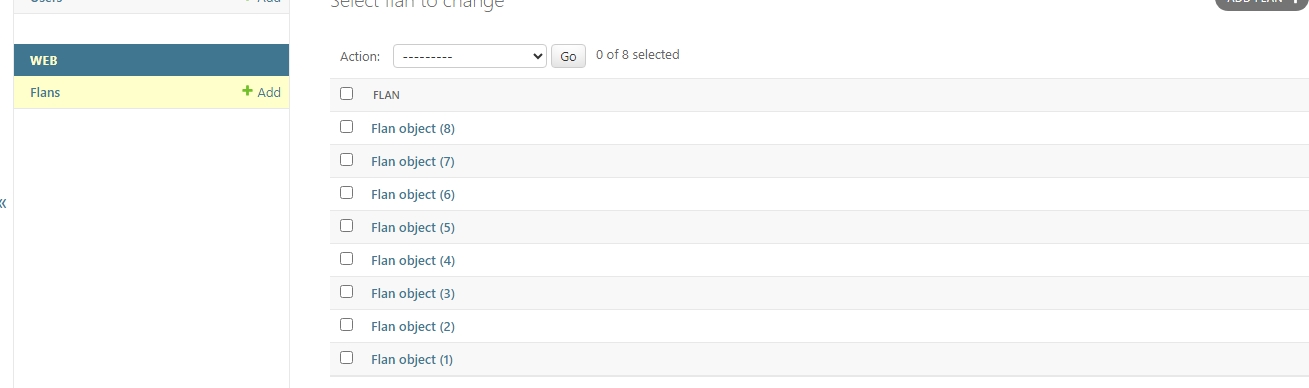 Users
Add
Select flan to change
ADD FLAN +
WEB
Action: --------- Go 0 of 8 selected
Flans + Add
FLAN
Flan object (8)
Flan object (7)
Flan object (6)
«
Flan object (5)
Flan object (4)
Flan object (3)
Flan object (2)
Flan object (1)